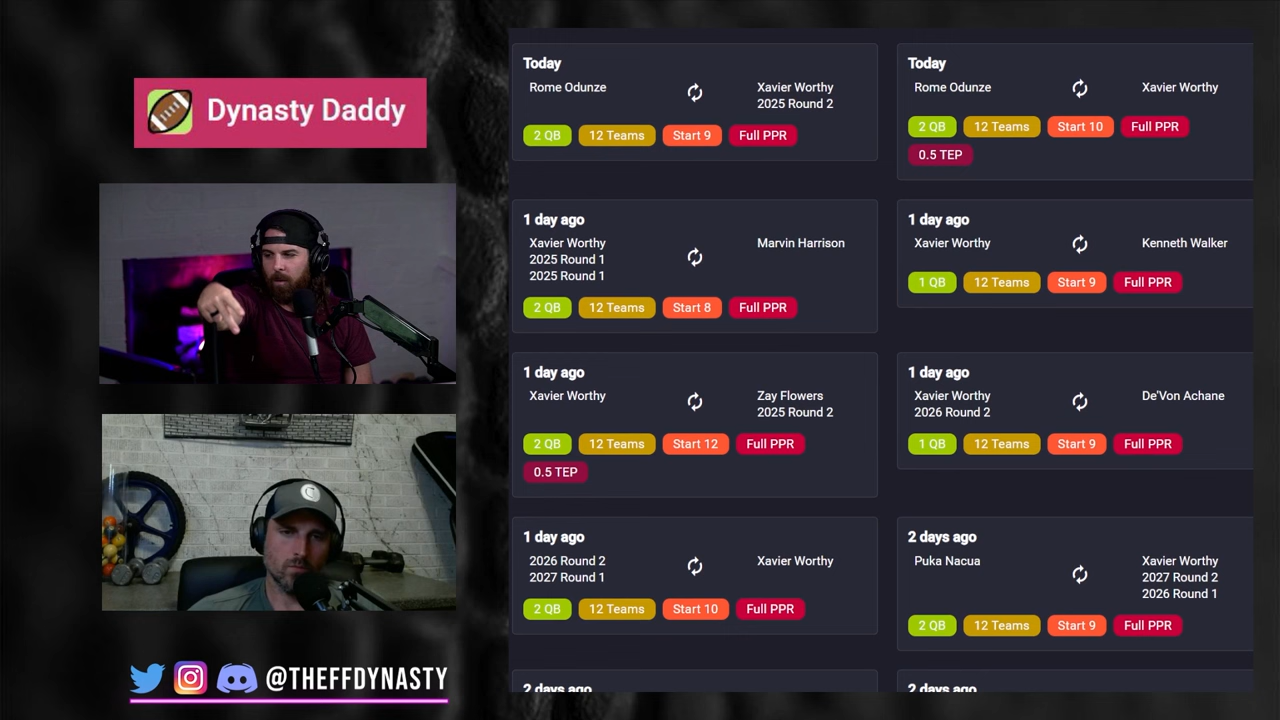 Dynasty Daddy
@THEFFDYNASTY
Today
Rome Odunze
Xavier Worthy
2025 Round 2
2 QB 12 Teams Start 9 Full PPR
Today
Rome Odunze
Xavier Worthy
2 QB 12 Teams Start 10 Full PPR
0.5 TEP
1 day ago
Xavier Worthy
2025 Round 1
2025 Round 1
Marvin Harrison
2 QB 12 Teams Start 8 Full PPR
1 day ago
Xavier Worthy
Kenneth Walker
1 QB 12 Teams Start 9 Full PPR
1 day ago
Xavier Worthy
Zay Flowers
2025 Round 2
2 QB 12 Teams Start 12 Full PPR
0.5 TEP
1 day ago
Xavier Worthy
2026 Round 2
De'Von Achane
1 QB 12 Teams Start 9 Full PPR
1 day ago
2026 Round 2
2027 Round 1
Xavier Worthy
2 QB 12 Teams Start 10 Full PPR
2 days ago
Puka Nacua
Xavier Worthy
2027 Round 2
2026 Round 1
2 QB 12 Teams Start 9 Full PPR
2 days ago
2 days ago